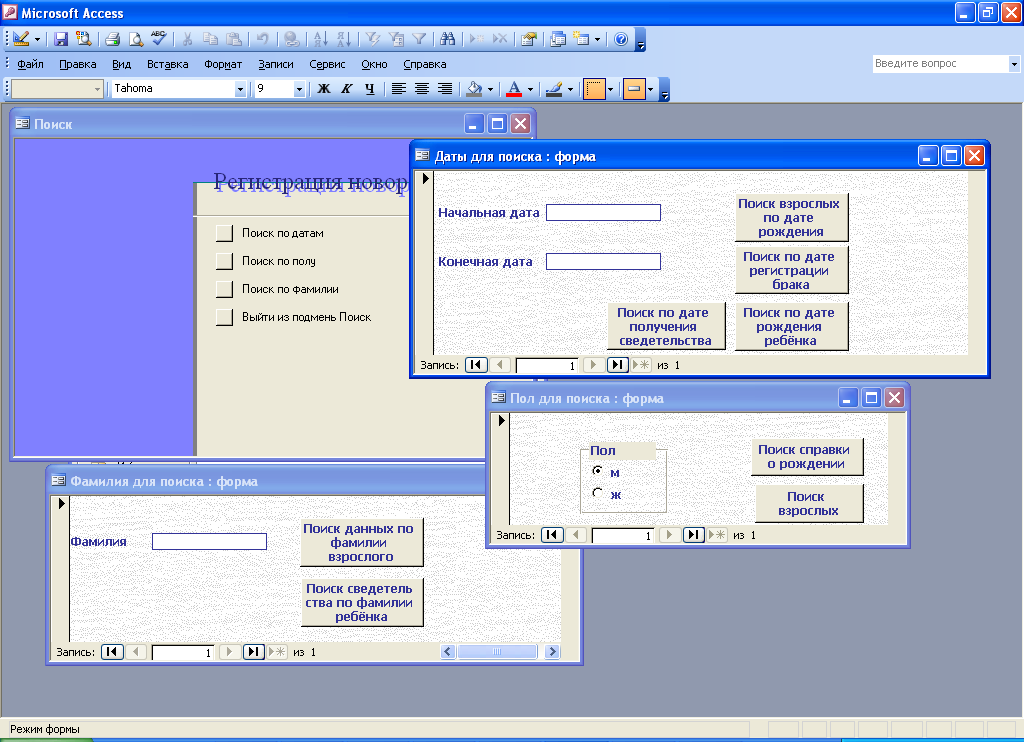 Microsoft Access
Файл Правка Вид Вставка Формат Записи Сервис Окно Справка
Введите вопрос
Tahoma 9 Ж К Ч
Поиск
Регистрация новор
Поиск по датам
Поиск по полу
Поиск по фамилии
Выйти из подмень Поиск
Даты для поиска : форма
Начальная дата
Конечная дата
Поиск взрослых
по дате
рождения
Поиск по дате
регистрации
брака
Поиск по дате
получения
сведетельства
Поиск по дате
рождения
ребёнка
Запись: 1 из 1
Пол для поиска : форма
Пол
м
ж
Поиск справки
о рождении
Поиск
взрослых
Запись: 1 из 1
Фамилия для поиска : форма
Фамилия
Поиск данных по
фамилии
взрослого
Поиск сведетель
ства по фамилии
ребёнка
Запись: 1 из 1
Режим формы